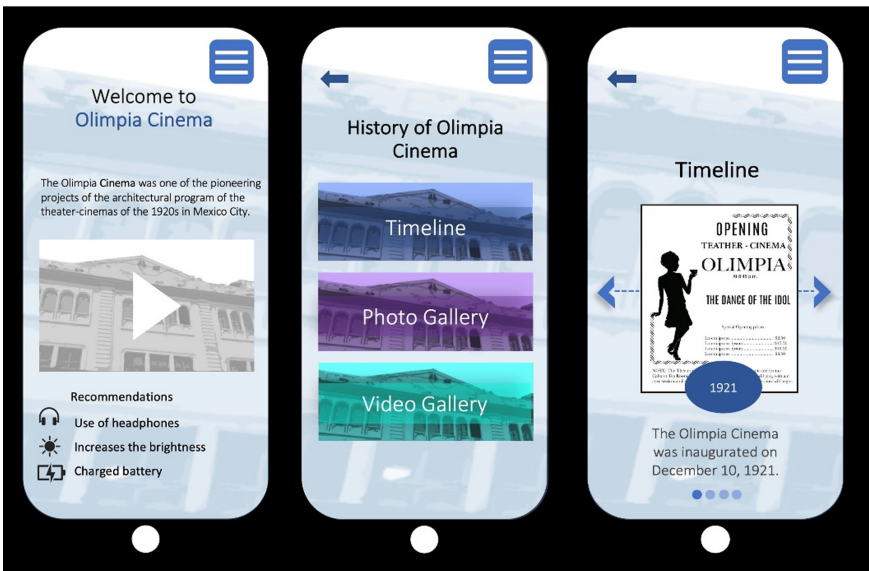 Welcome to
Olimpia Cinema
The Olimpia Cinema was one of the pioneering
projects of the architectural program of the
theater-cinemas of the 1920s in Mexico City.
Recommendations
Use of headphones
Increases the brightness
Charged battery
History of Olimpia
Cinema
Timeline
Photo Gallery
Video Gallery
Timeline
OPENING
TEATHER - CINEMA
OLIMPIA
THE DANCE OF THE IDOL
Special Opening prices
1921
The Olimpia Cinema
was inaugurated on
December 10, 1921.